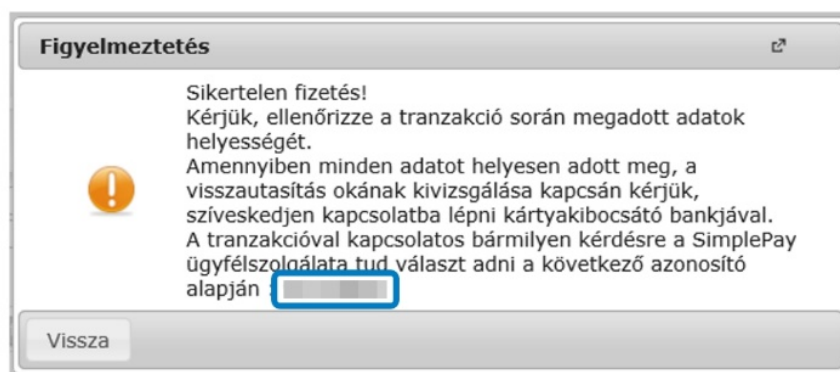 Figyelmeztetés
Sikertelen fizetés!
Kérjük, ellenőrizze a tranzakció során megadott adatok
helyességét.
Amennyiben minden adatot helyesen adott meg, a
visszautasítás okának kivizsgálása kapcsán kérjük,
szíveskedjen kapcsolatba lépni kártyakibocsátó bankjával.
A tranzakcióval kapcsolatos bármilyen kérdésre a SimplePay
ügyfélszolgálata tud választ adni a következő azonosító
alapján :
Vissza